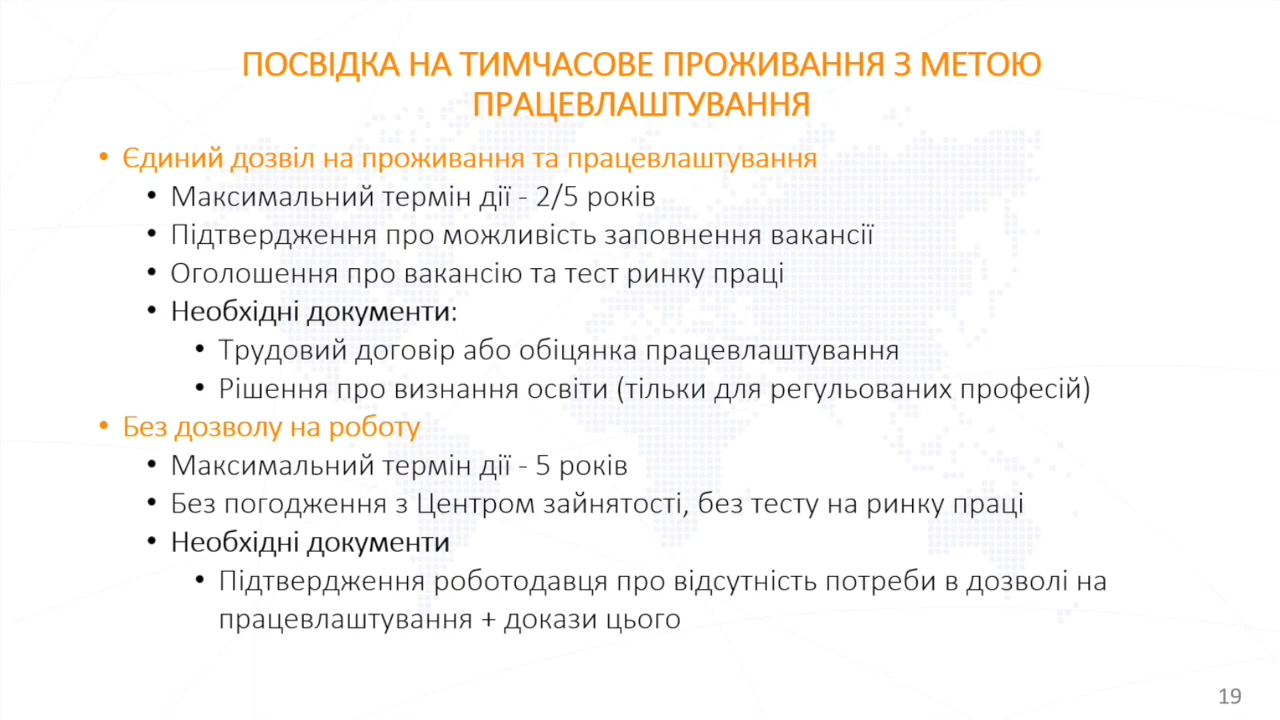 ПОСВІДКА НА ТИМЧАСОВЕ ПРОЖИВАННЯ З МЕТОЮ
ПРАЦЕВЛАШТУВАННЯ
• Єдиний дозвіл на проживання та працевлаштування
• Максимальний термін дії - 2/5 років
• Підтвердження про можливість заповнення вакансії
• Оголошення про вакансію та тест ринку праці
• Необхідні документи:
• Трудовий договір або обіцянка працевлаштування
• Рішення про визнання освіти (тільки для регульованих професій)
• Без дозволу на роботу
• Максимальний термін дії - 5 років
• Без погодження з Центром зайнятості, без тесту на ринку праці
• Необхідні документи
• Підтвердження роботодавця про відсутність потреби в дозволі на
працевлаштування + докази цього
19